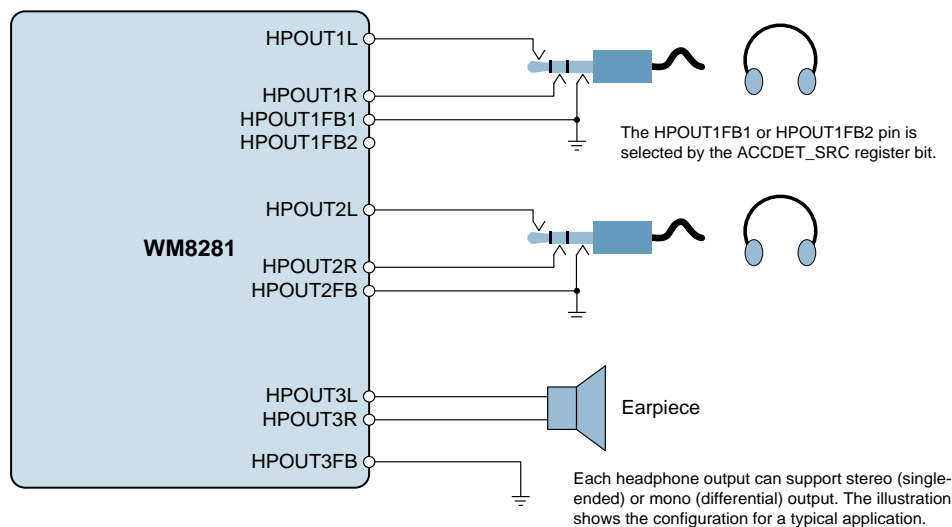 HPOUT1L
HPOUT1R
HPOUT1FB1
HPOUT1FB2
The HPOUT1FB1 or HPOUT1FB2 pin is
selected by the ACCDET_SRC register bit.
HPOUT2L
WM8281
HPOUT2R
HPOUT2FB
HPOUT3L
Earpiece
HPOUT3R
HPOUT3FB
Each headphone output can support stereo (single-
ended) or mono (differential) output. The illustration
shows the configuration for a typical application.